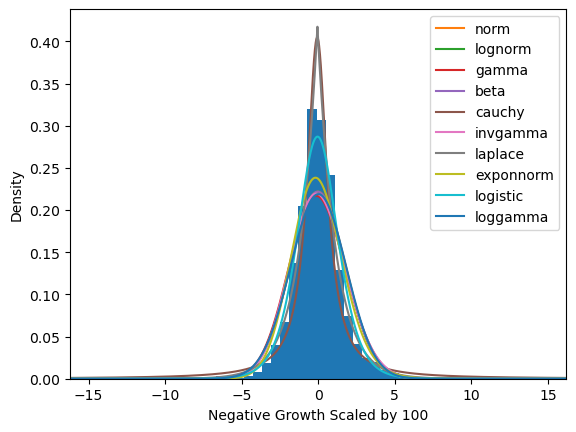 0.40
0.35
0.30
0.25
0.20
0.15
0.10
0.05
0.00
Density
−15
−10
−5
0
5
10
15
Negative Growth Scaled by 100
norm
lognorm
gamma
beta
cauchy
invgamma
laplace
exponnorm
logistic
loggamma